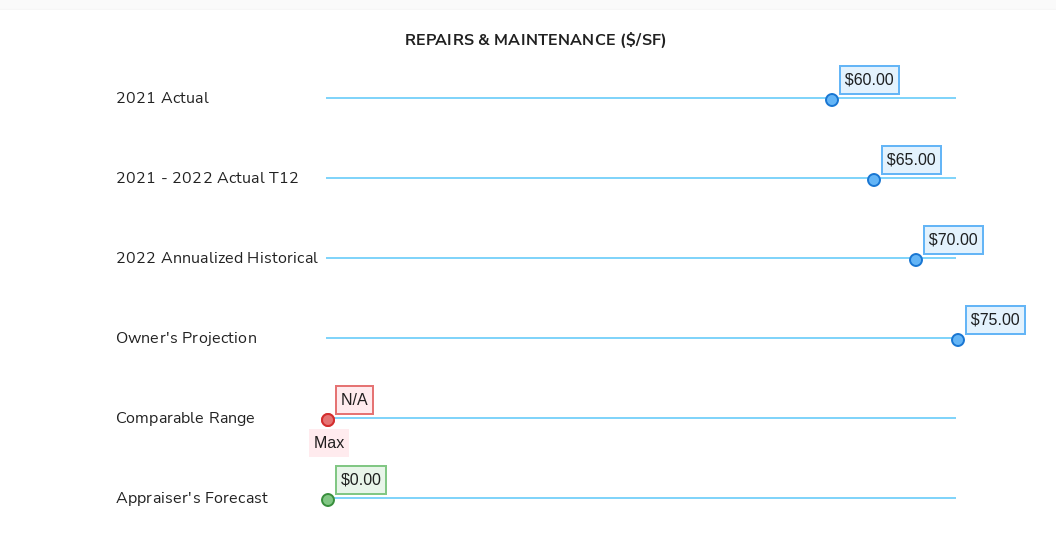 REPAIRS & MAINTENANCE ($/SF)
2021 Actual
$60.00
2021 - 2022 Actual T12
$65.00
2022 Annualized Historical
$70.00
Owner's Projection
$75.00
Comparable Range
N/A
Max
Appraiser's Forecast
$0.00